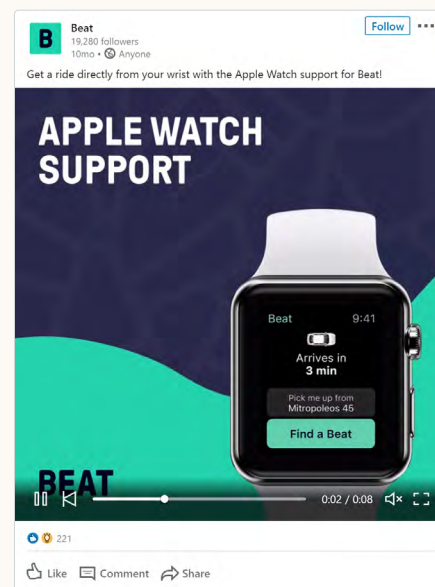 B
Beat
19,280 followers
10mo • Anyone
Follow
Get a ride directly from your wrist with the Apple Watch support for Beat!
APPLE WATCH
SUPPORT
Beat 9:41
Arrives in
3 min
Pick me up from
Mitropoleos 45
Find a Beat
BEAT
0:02 / 0:08
221
Like Comment Share